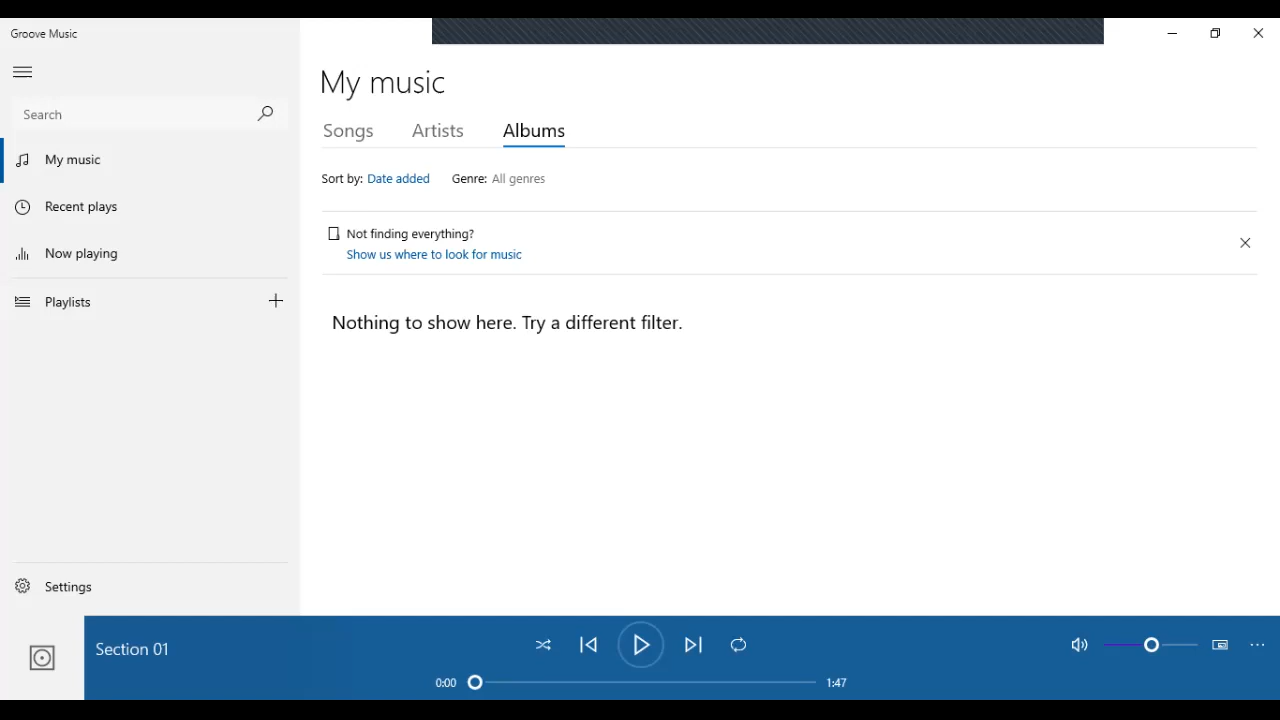 Groove Music
Search
My music
Recent plays
Now playing
Playlists
Settings
My music
Songs Artists Albums
Sort by: Date added Genre: All genres
Not finding everything?
Show us where to look for music
Nothing to show here. Try a different filter.
Section 01
0:00 1:47